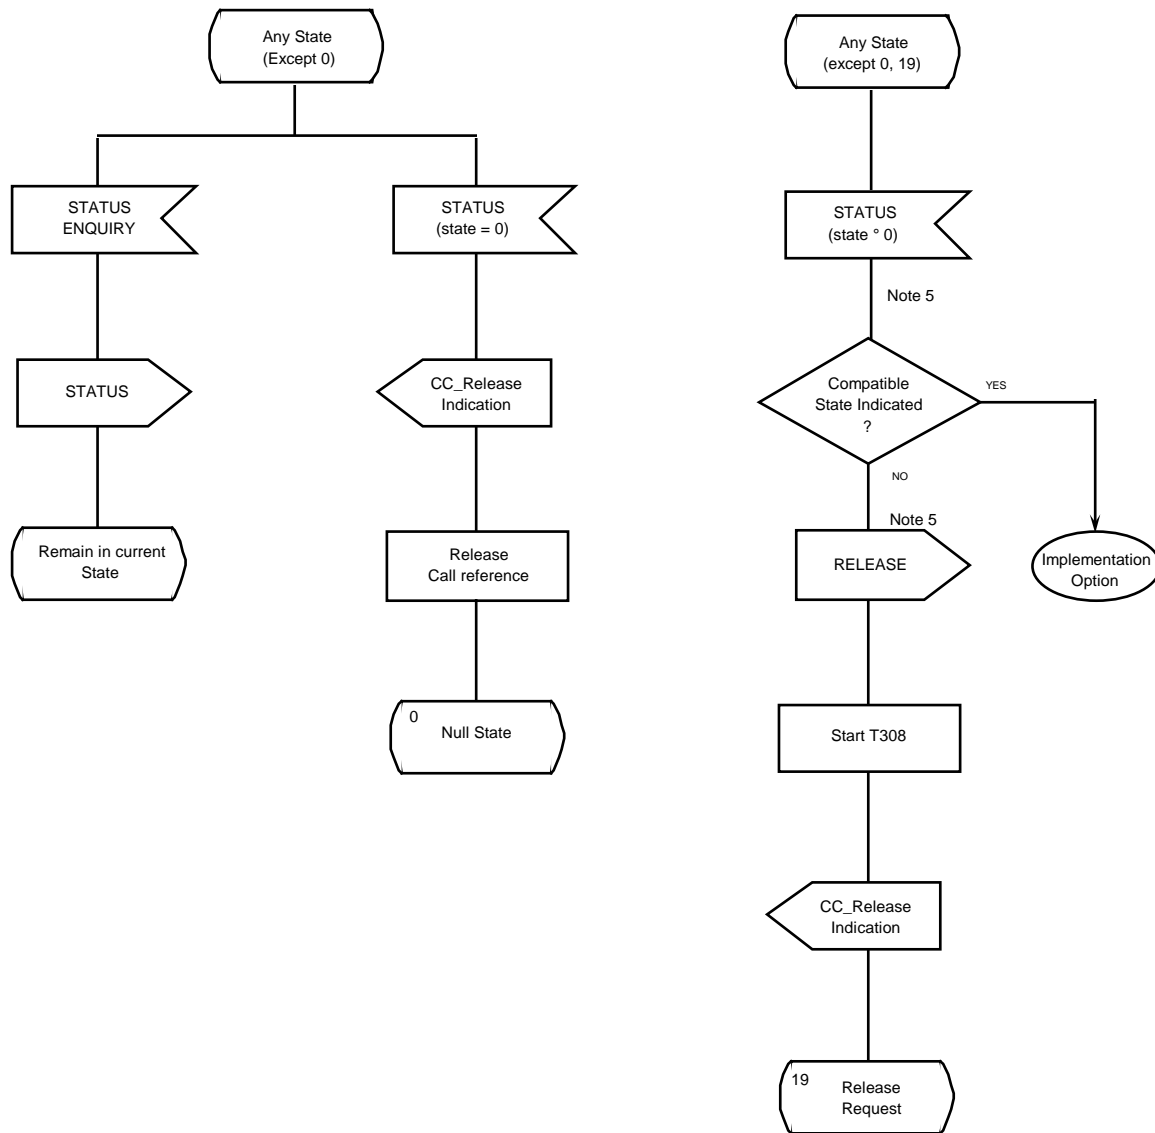 Any State
(Except 0)
STATUS
ENQUIRY
STATUS
Remain in current
State
STATUS
(state = 0)
CC_Release
Indication
Release
Call reference
0
Null State
Any State
(except 0, 19)
STATUS
(state ° 0)
Note 5
Compatible
State Indicated
?
YES
NO
Note 5
RELEASE
Implementation
Option
Start T308
CC_Release
Indication
19
Release
Request